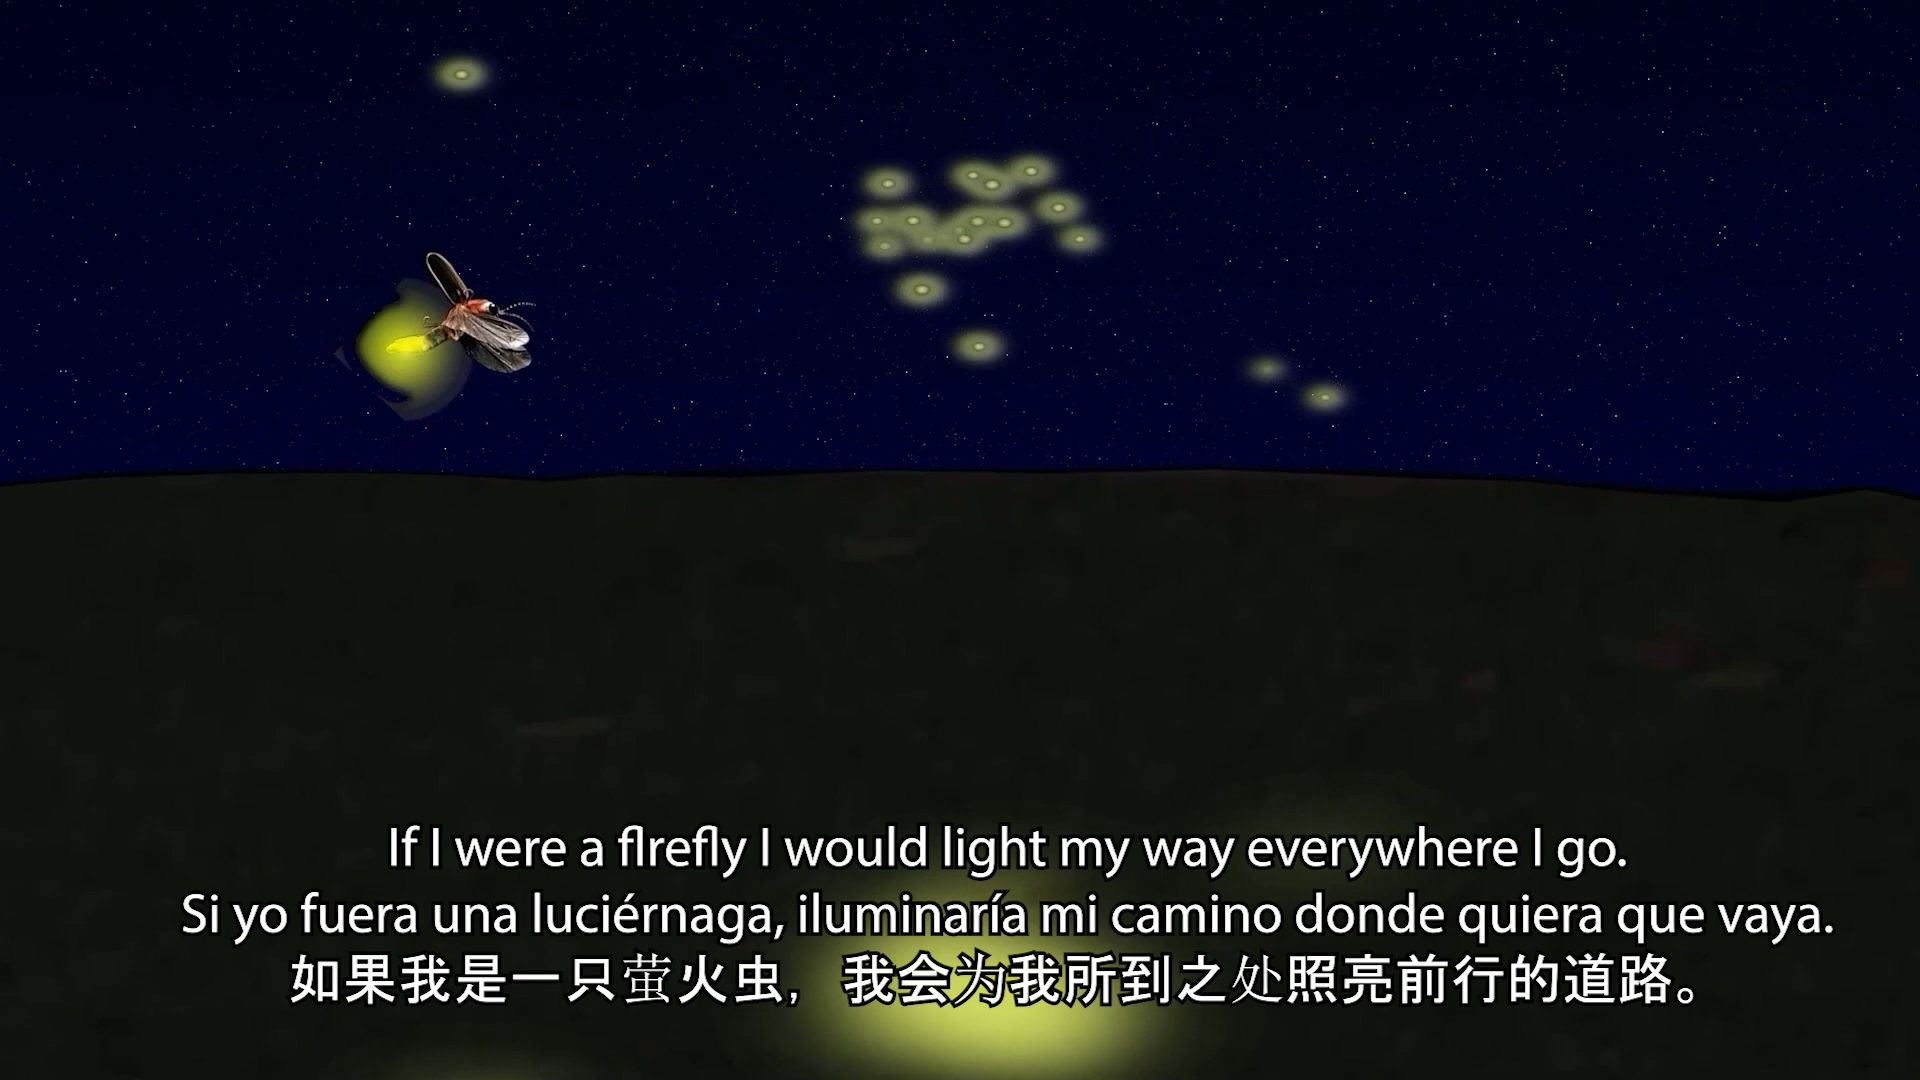 If I were a flrefly I would light my way everywhere I go.
Si yo fuera una luciérnaga, iluminaría mi camino donde quiera que vaya.
如果我是一只萤火虫，我会为我所到之处照亮前行的道路。